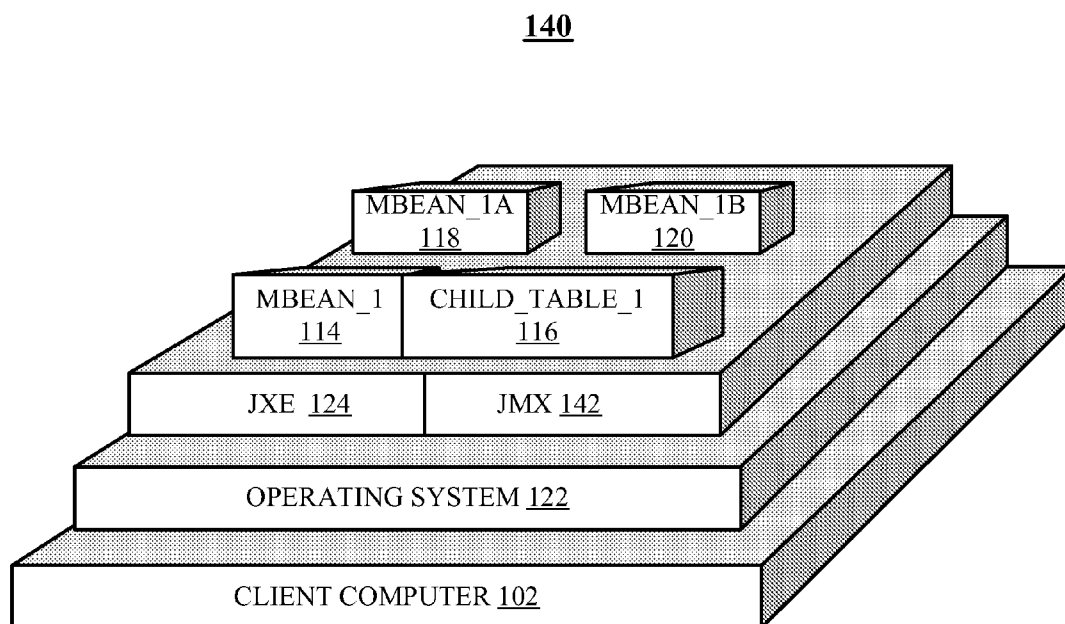 140
MBEAN_1A
118
MBEAN_1B
120
MBEAN_1
114
CHILD_TABLE_1
116
JXE 124
JMX 142
OPERATING SYSTEM 122
CLIENT COMPUTER 102